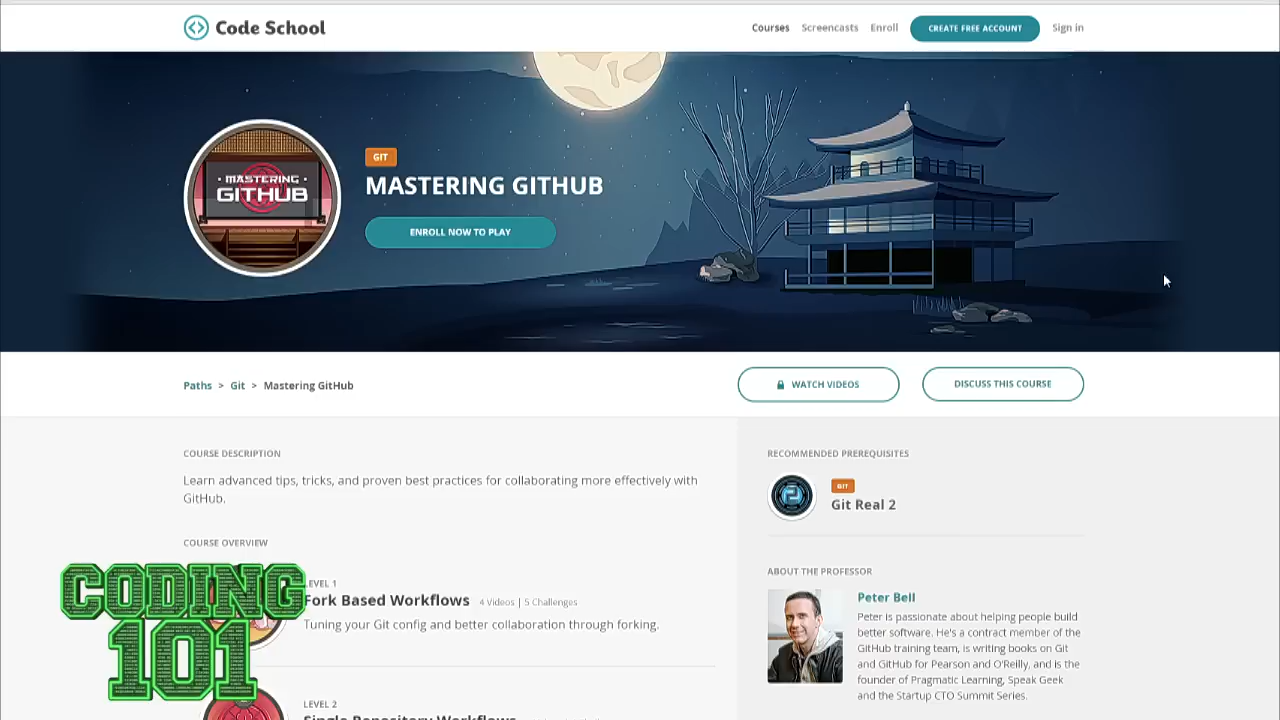 Code School
Courses Screencasts Enroll CREATE FREE ACCOUNT Sign in
MASTERING
GITHUB
GIT
MASTERING GITHUB
ENROLL NOW TO PLAY
Paths > Git > Mastering GitHub
WATCH VIDEOS DISCUSS THIS COURSE
COURSE DESCRIPTION
Learn advanced tips, tricks, and proven best practices for collaborating more effectively with
GitHub.
COURSE OVERVIEW
LEVEL 1
Fork Based Workflows 4 Videos | 5 Challenges
Tuning your Git config and better collaboration through forking.
LEVEL 2
Single Repository Workflows
RECOMMENDED PREREQUISITES
2
GIT
Git Real 2
ABOUT THE PROFESSOR
Peter Bell
Peter is passionate about helping people build
better software. He's a contract member of the
GitHub training team, is writing books on Git
and GitHub for Pearson and O'Reilly and is the
founder of Pragmatic Learning, Speak Geek
and the Startup CTO Summit Series.
CODING
101